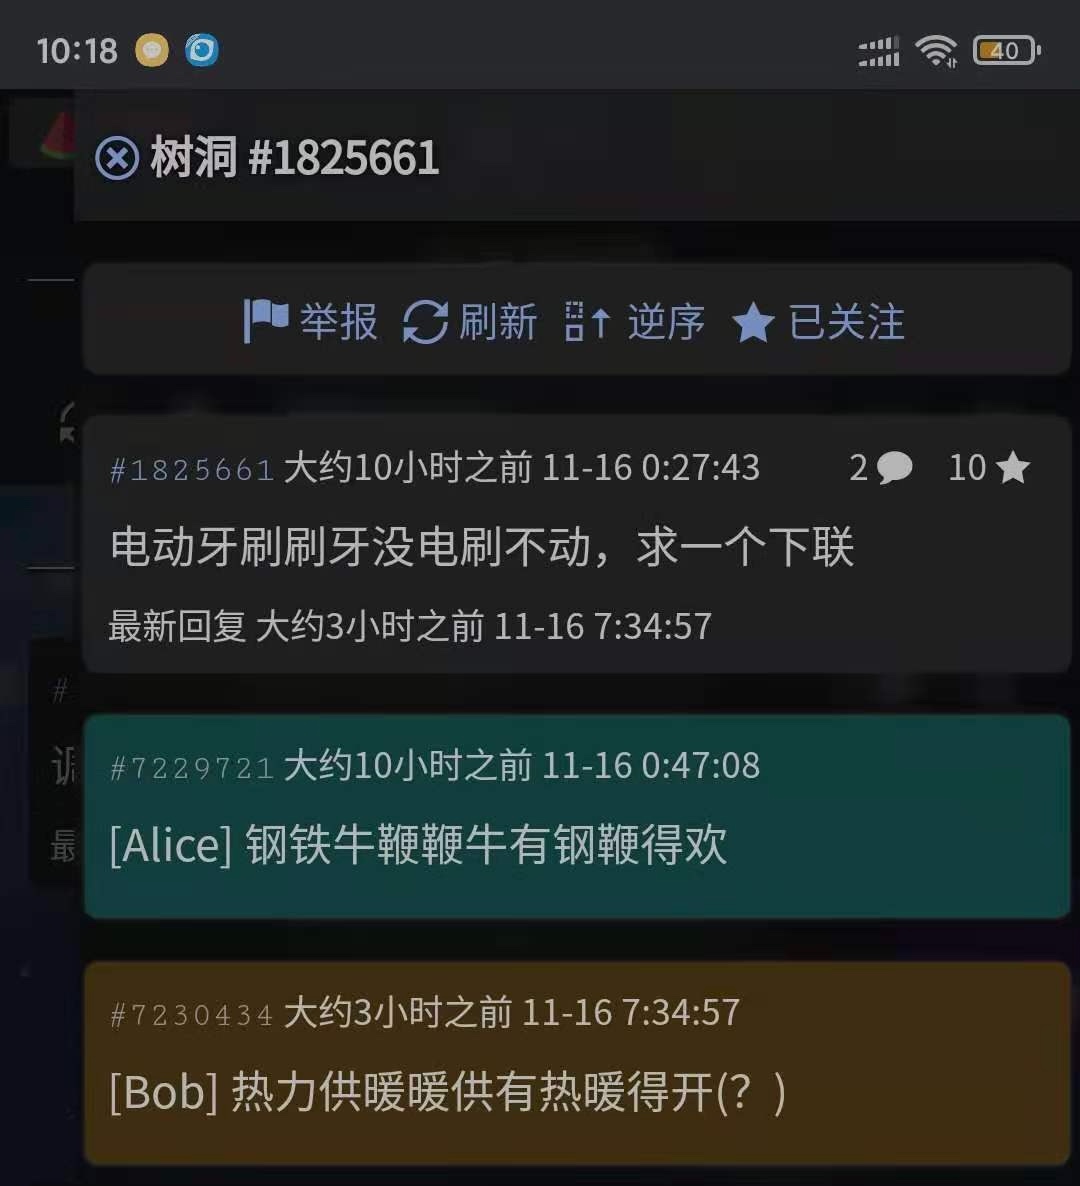 10:18
40
树洞 #1825661
举报 刷新 逆序 已关注
#1825661 大约10小时之前 11-16 0:27:43 2 10
电动牙刷刷牙没电刷不动，求一个下联
最新回复 大约3小时之前 11-16 7:34:57
#
调
#7229721 大约10小时之前 11-16 0:47:08
最
[Alice] 钢铁牛鞭鞭牛有钢鞭得欢
#7230434 大约3小时之前 11-16 7:34:57
[Bob] 热力供暖暖供有热暖得开(？)